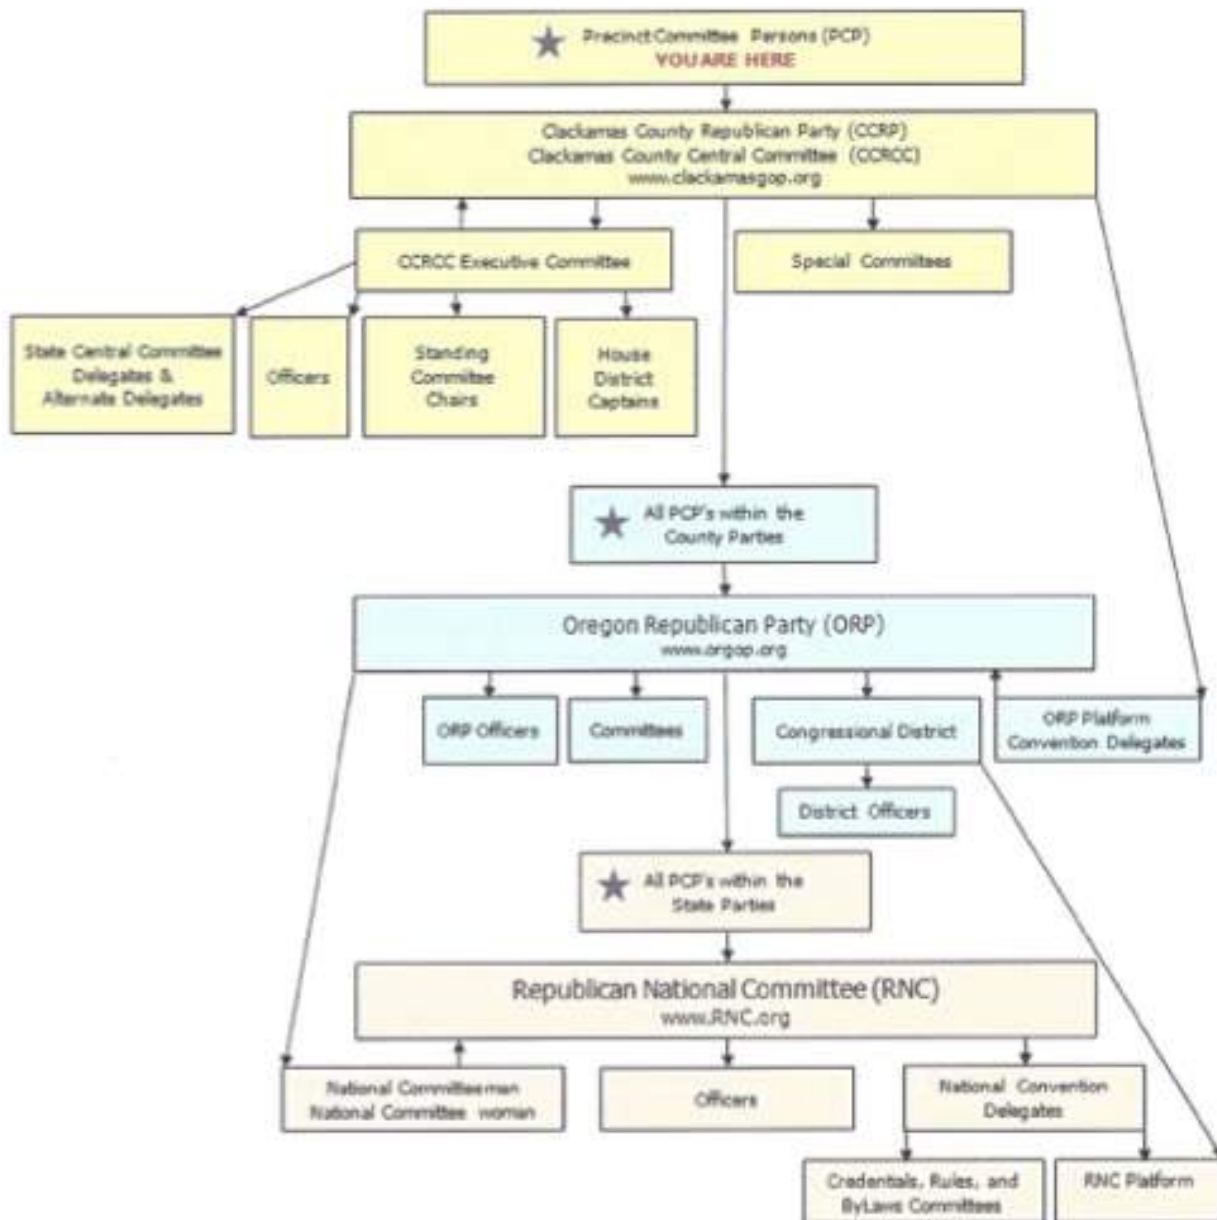 Precinct Committee Persons (PCP)
YOU ARE HERE
Clackamas County Republican Party (CCRP)
Clackamas County Central Committee (CCRCC)
www.clackamasgop.org
CCRCC Executive Committee
Special Committees
State Central Committee
Delegates &
Alternate Delegates
Officers
Standing
Committee
Chairs
House
District
Captains
All PCP's within the
County Parties
Oregon Republican Party (ORP)
www.orgop.org
ORP Officers
Committees
Congressional District
ORP Platform
Convention Delegates
District Officers
All PCP's within the
State Parties
Republican National Committee (RNC)
www.RNC.org
National Committeeman
National Committee woman
Officers
National Convention
Delegates
Credentials, Rules, and
ByLaws Committees
RNC Platform